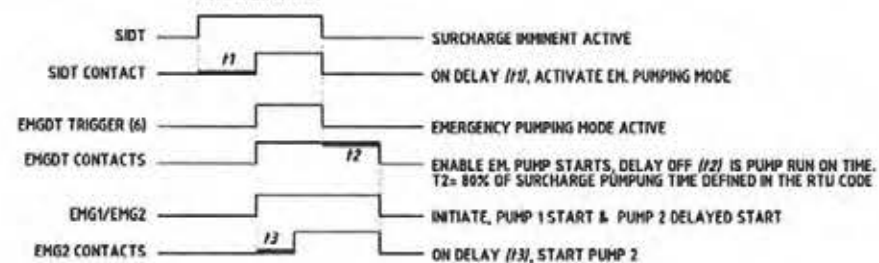 SIDT
SURCHARGE IMMINENT ACTIVE
t1
SIDT CONTACT
ON DELAY (t1), ACTIVATE EM. PUMPING MODE
EMGDT TRIGGER (6)
EMERGENCY PUMPING MODE ACTIVE
EMGDT CONTACTS
t2
ENABLE EM. PUMP STARTS, DELAY OFF (t2) IS PUMP RUN ON TIME.
T2= 80% OF SURCHARGE PUMPUNG TIME DEFINED IN THE RTU CODE
EMG1/EMG2
INITIATE, PUMP 1 START & PUMP 2 DELAYED START
t3
EMG2 CONTACTS
ON DELAY (t3), START PUMP 2